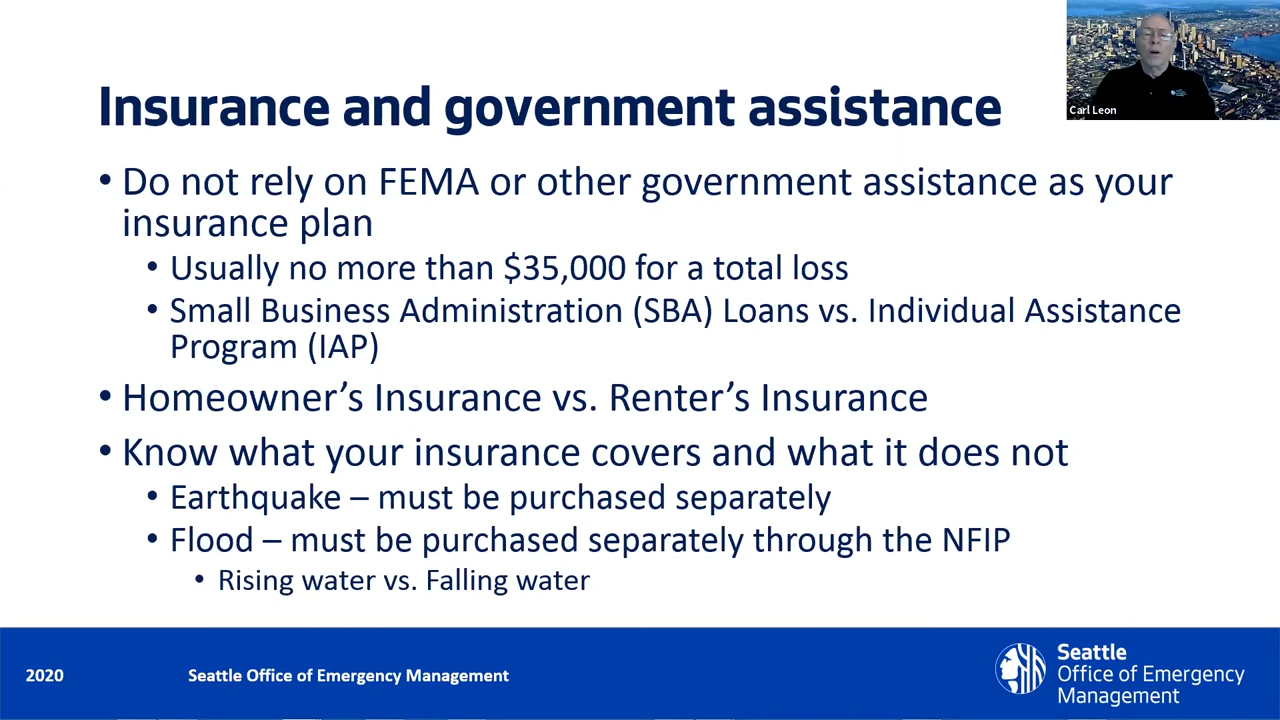 Carl Leon
Insurance and government assistance
• Do not rely on FEMA or other government assistance as your
insurance plan
• Usually no more than $35,000 for a total loss
• Small Business Administration (SBA) Loans vs. Individual Assistance
Program (IAP)
• Homeowner’s Insurance vs. Renter’s Insurance
• Know what your insurance covers and what it does not
• Earthquake – must be purchased separately
• Flood – must be purchased separately through the NFIP
• Rising water vs. Falling water
2020
Seattle Office of Emergency Management
Seattle
Office of Emergency
Management